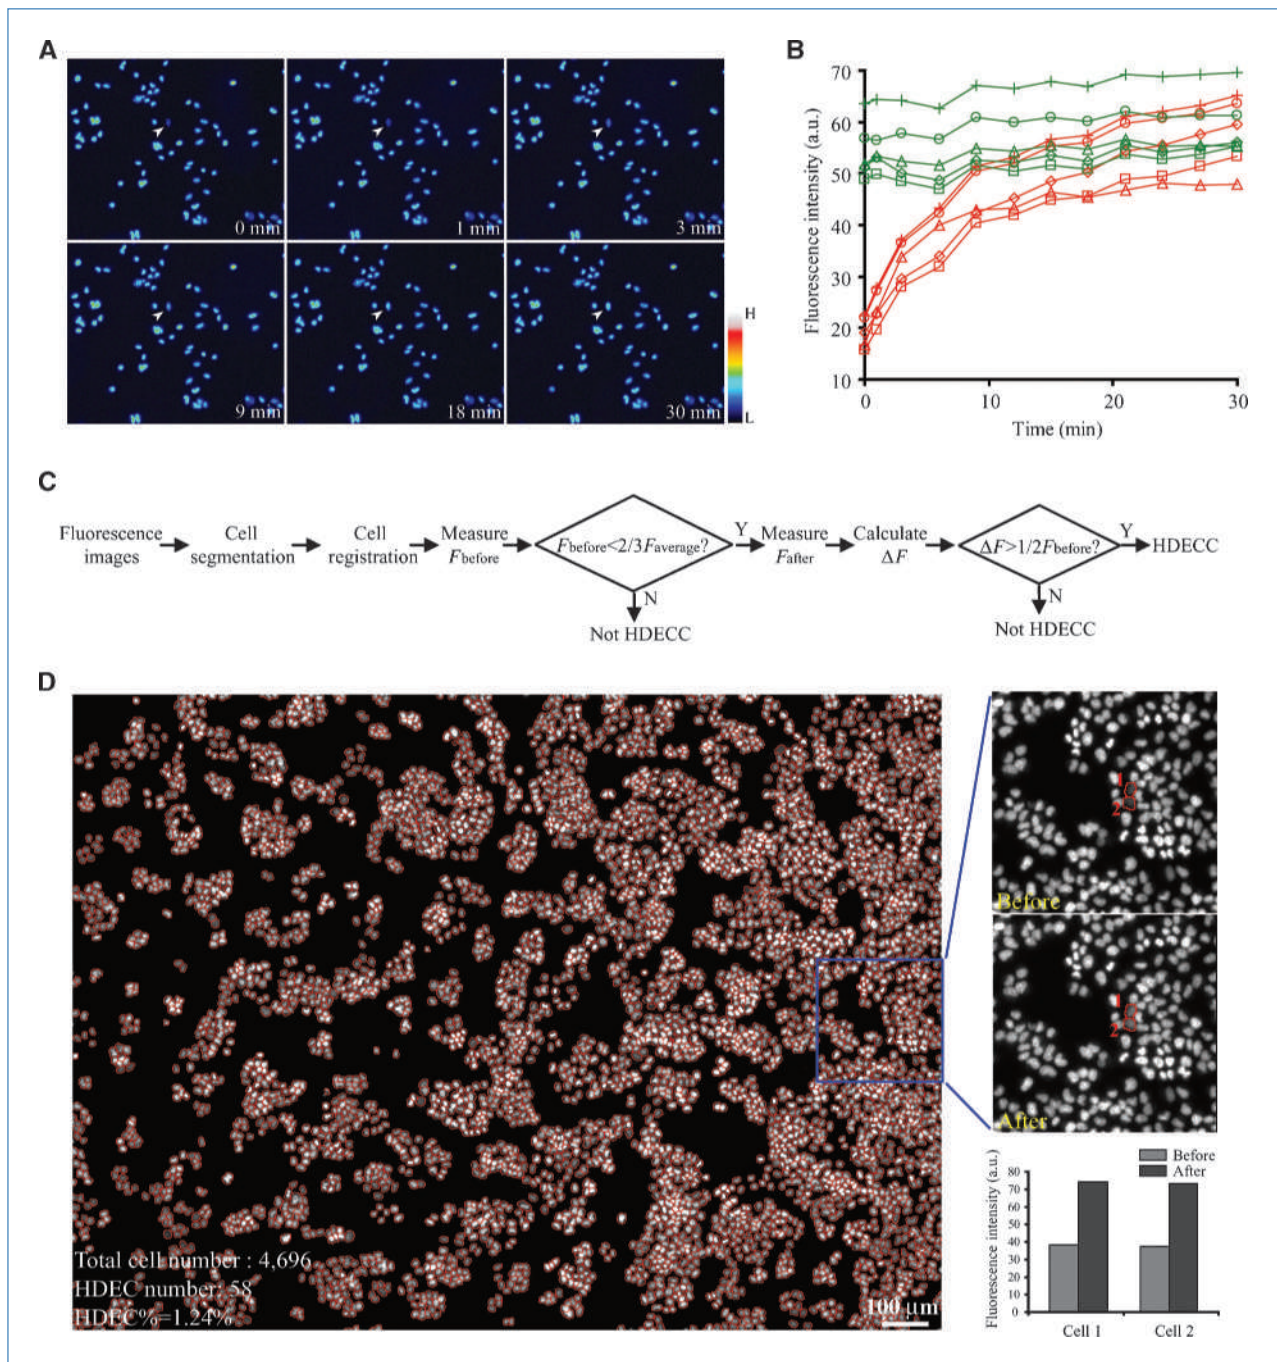 A
0 min
1 min
3 min
9 min
18 min
30 min
H
L
B
Fluorescence intensity (a.u.)
70
60
50
40
30
20
10
0
10
20
30
Time (min)
C
Fluorescence images
Cell segmentation
Cell registration
Measure Fbefore
Fbefore<2/3Faverage?
Y
N
Not HDECC
Measure Fafter
Calculate ΔF
ΔF>1/2Fbefore?
Y
HDECC
N
Not HDECC
D
Total cell number : 4,696
HDEC number: 58
HDEC%=1.24%
100 µm
1
2
Before
1
2
After
Before
After
Fluorescence intensity (a.u.)
80
70
60
50
40
30
20
10
0
Cell 1
Cell 2